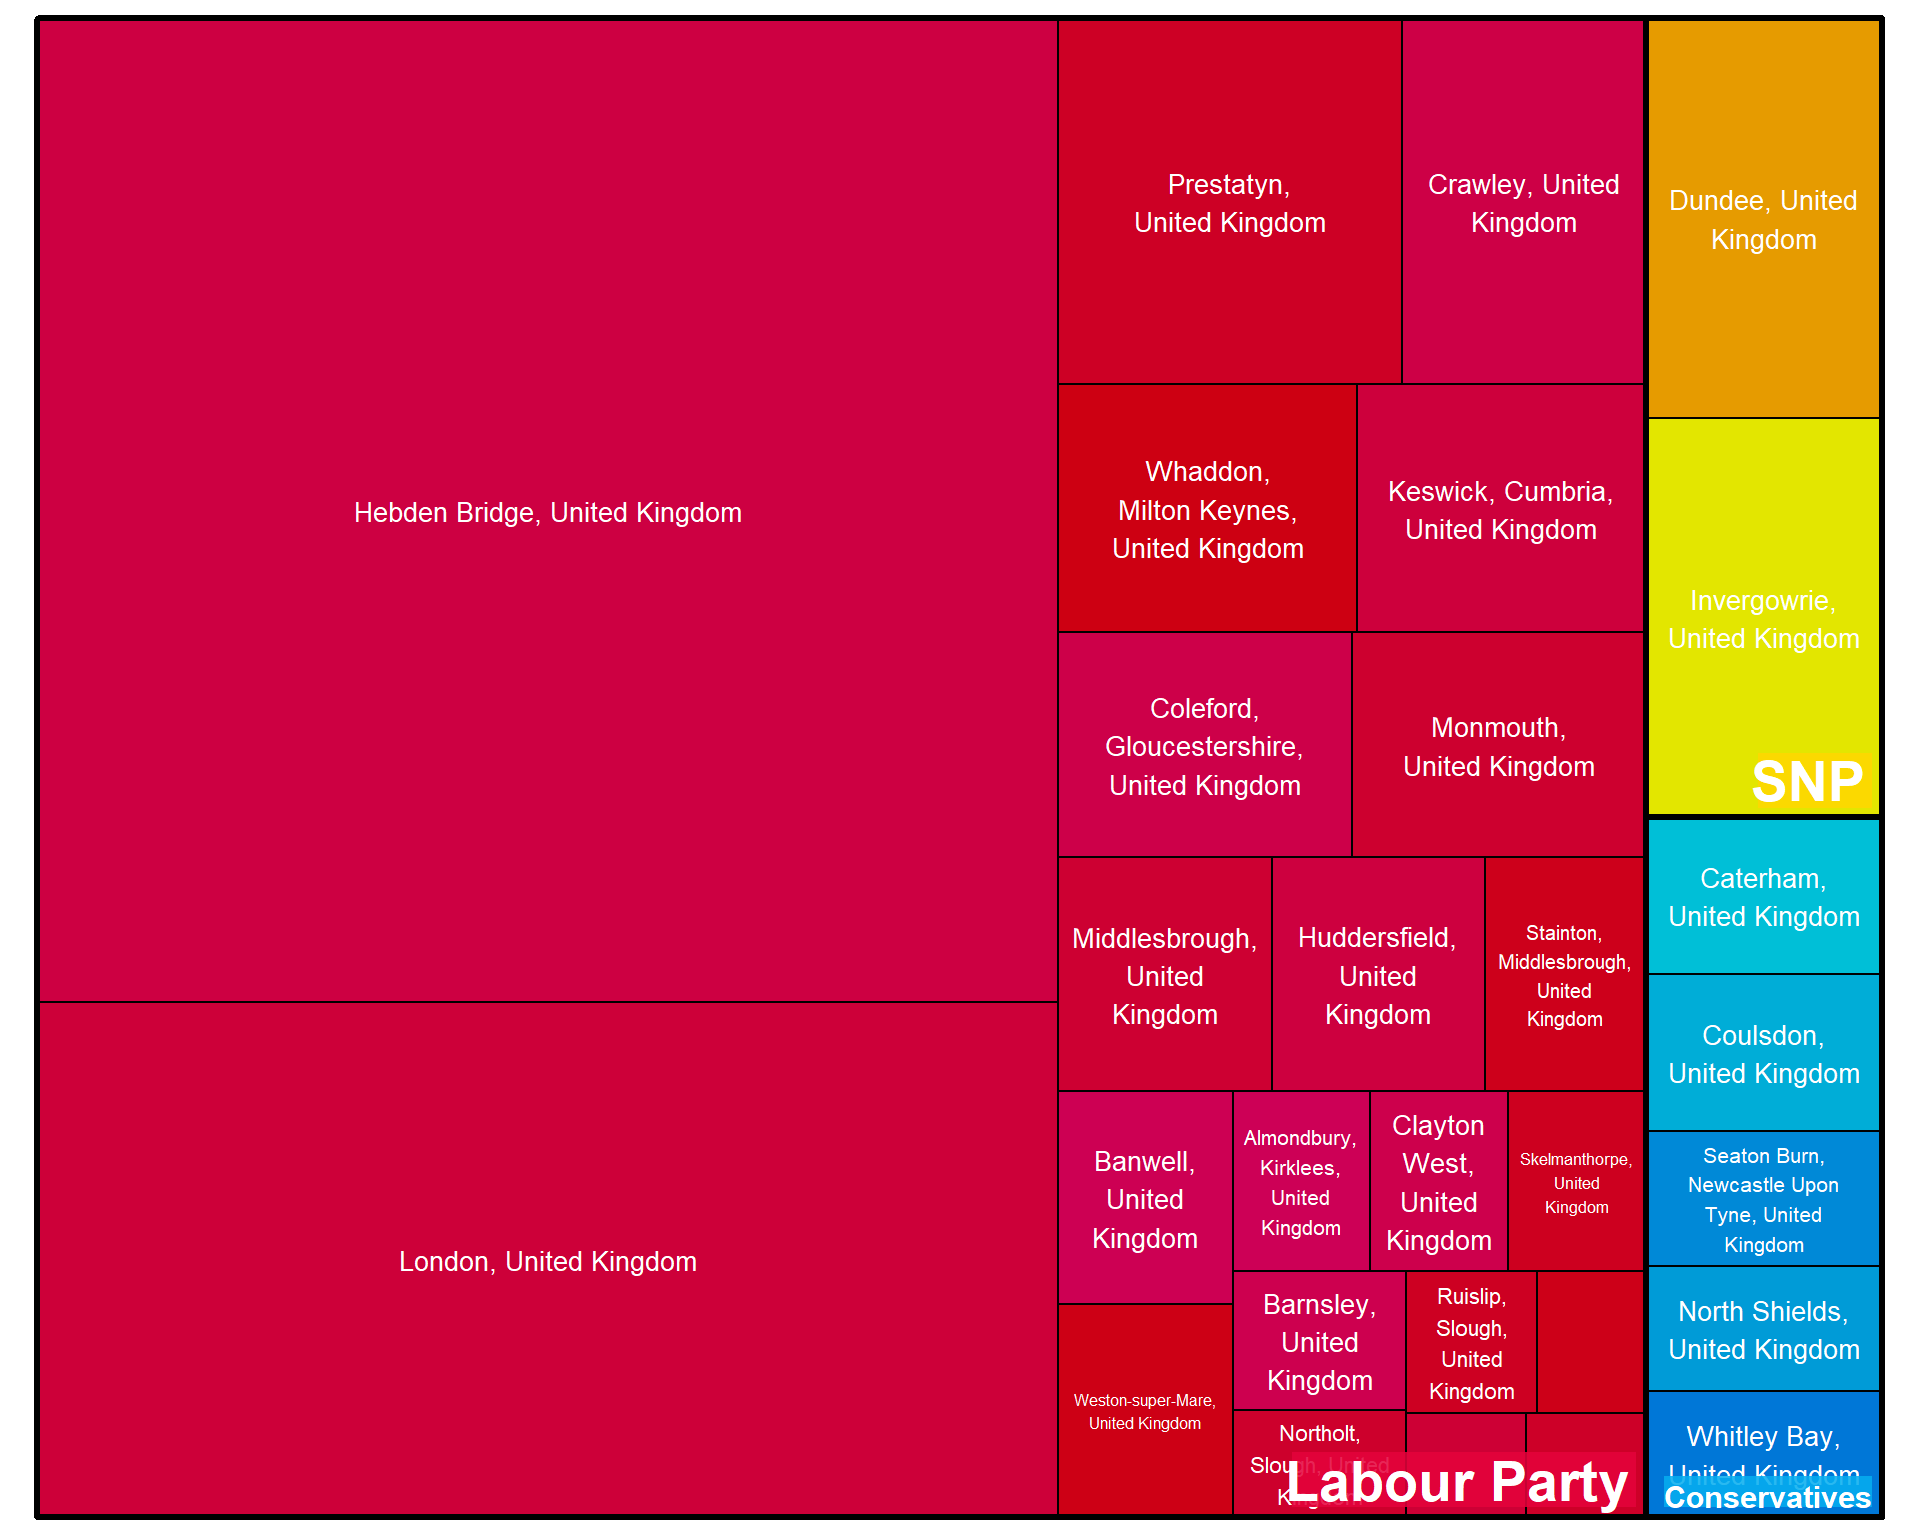 Hebden Bridge, United Kingdom
London, United Kingdom
Prestatyn,
United Kingdom
Crawley, United
Kingdom
Whaddon,
Milton Keynes,
United Kingdom
Keswick, Cumbria,
United Kingdom
Coleford,
Gloucestershire,
United Kingdom
Monmouth,
United Kingdom
Middlesbrough,
United
Kingdom
Huddersfield,
United
Kingdom
Stainton,
Middlesbrough,
United
Kingdom
Banwell,
United
Kingdom
Almondbury,
Kirklees,
United
Kingdom
Clayton
West,
United
Kingdom
Skelmanthorpe,
United
Kingdom
Weston-super-Mare,
United Kingdom
Barnsley,
United
Kingdom
Ruislip,
Slough,
United
Kingdom
Northolt,
Slough, United
Kingdom
Labour Party
Dundee, United
Kingdom
Invergowrie,
United Kingdom
SNP
Caterham,
United Kingdom
Coulsdon,
United Kingdom
Seaton Burn,
Newcastle Upon
Tyne, United
Kingdom
North Shields,
United Kingdom
Whitley Bay,
United Kingdom
Conservatives